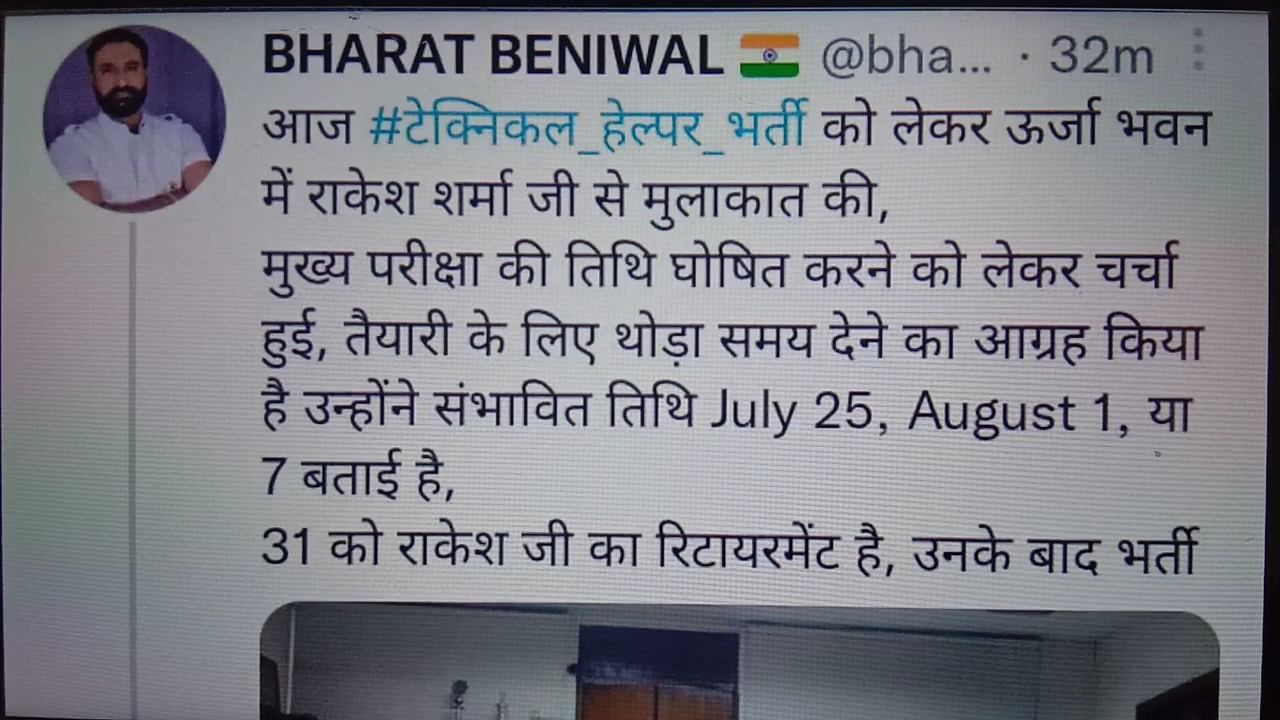 BHARAT BENIWAL 🇮🇳 @bha... · 32m
आज #टेक्निकल_हेल्पर_भर्ती को लेकर ऊर्जा भवन
में राकेश शर्मा जी से मुलाकात की,
मुख्य परीक्षा की तिथि घोषित करने को लेकर चर्चा
हुई, तैयारी के लिए थोड़ा समय देने का आग्रह किया
है उन्होंने संभावित तिथि July 25, August 1, या
7 बताई है,
31 को राकेश जी का रिटायरमेंट है, उनके बाद भर्ती